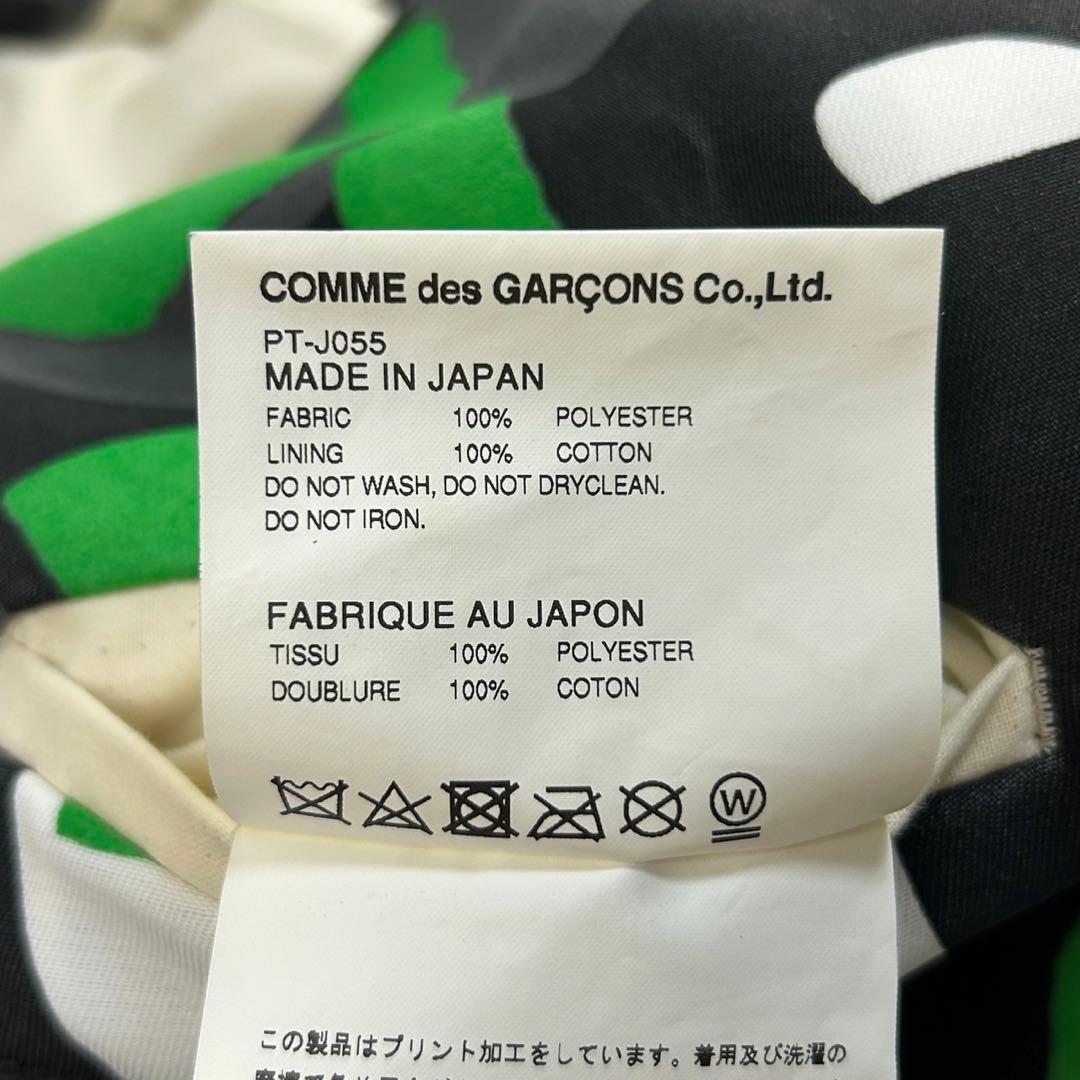 COMME des GARÇONS Co.,Ltd.
PT-J055
MADE IN JAPAN
FABRIC 100% POLYESTER
LINING 100% COTTON
DO NOT WASH, DO NOT DRYCLEAN.
DO NOT IRON.
FABRIQUE AU JAPON
TISSU 100% POLYESTER
DOUBLURE 100% COTON
W
この製品はプリント加工をしています。着用及び洗濯の